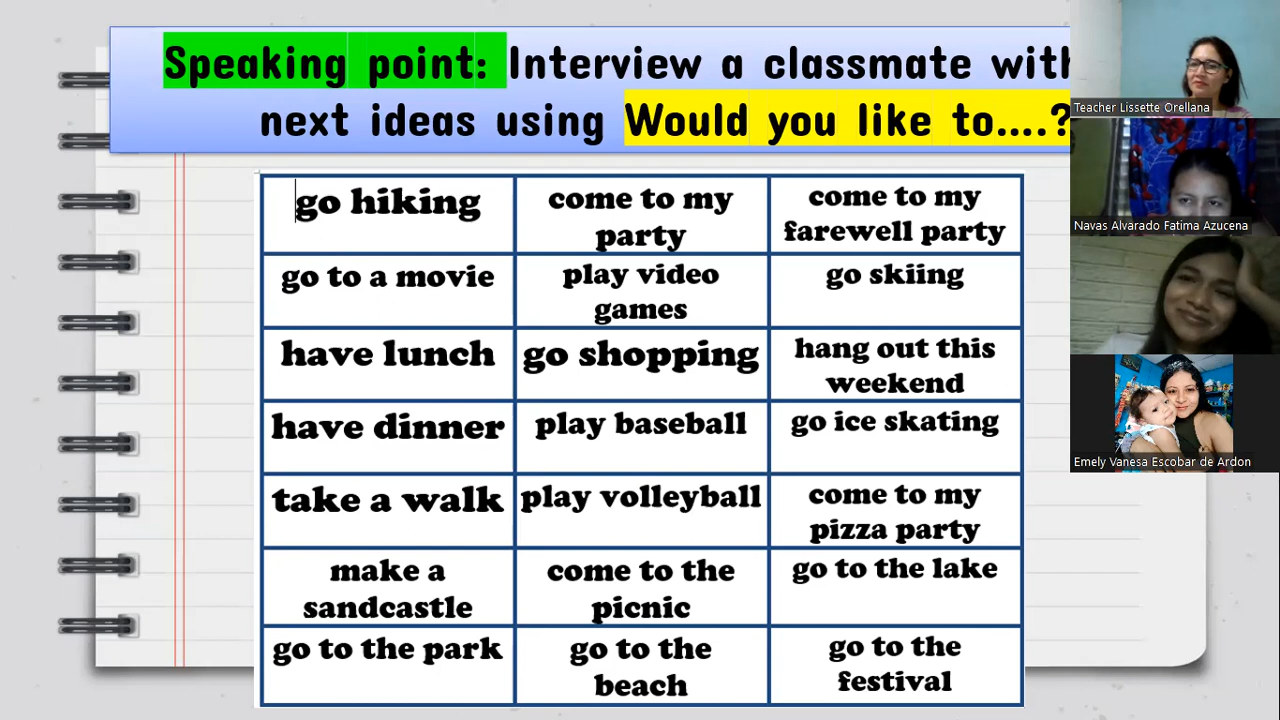 Speaking point: Interview a classmate with
next ideas using Would you like to....?
go hiking
come to my
party
come to my
farewell party
go to a movie
play video
games
go skiing
have lunch
go shopping
hang out this
weekend
have dinner
play baseball
go ice skating
take a walk
play volleyball
come to my
pizza party
make a
sandcastle
come to the
picnic
go to the lake
go to the park
go to the
beach
go to the
festival
Teacher Lissette Orellana
Navas Alvarado Fatima Azucena
Emely Vanesa Escobar de Ardon